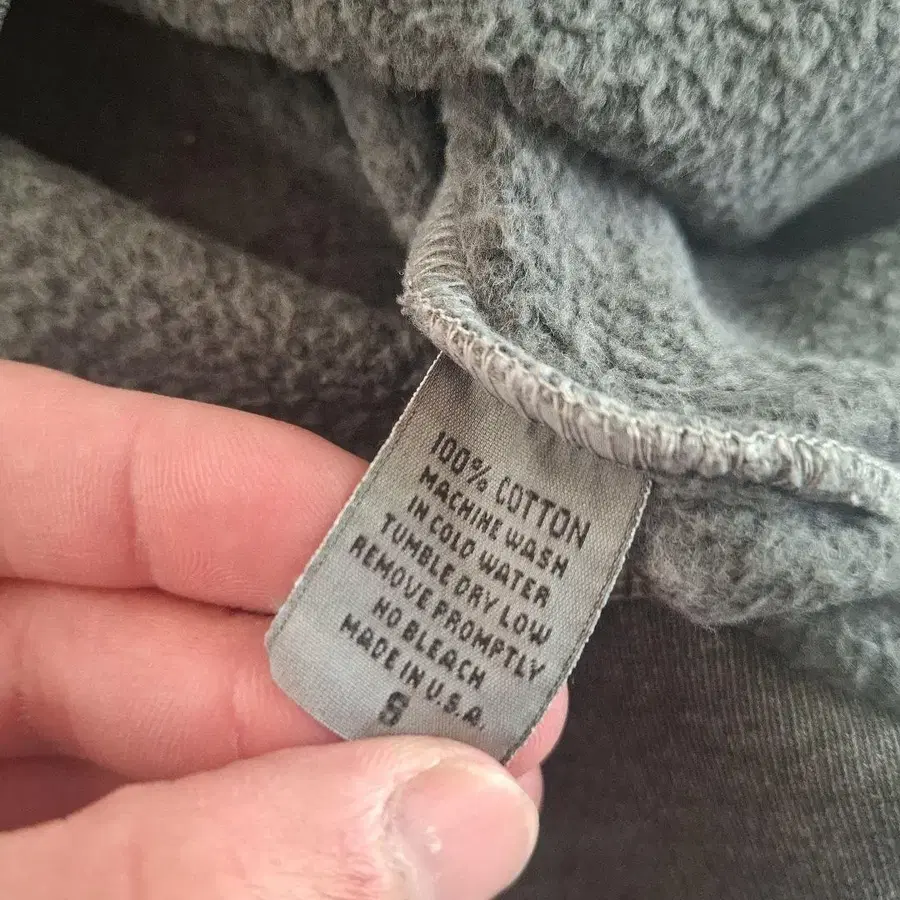 100% COTTON
MACHINE WASH
IN COLD WATER
TUMBLE DRY LOW
REMOVE PROMPTLY
NO BLEACH
MADE IN U.S.A.
S